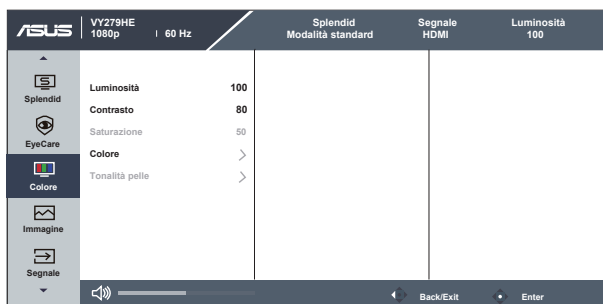 ASUS
VY279HE
1080p 60 Hz
Splendid
Modalità standard
Segnale
HDMI
Luminosità
100
Splendid
EyeCare
Colore
Immagine
Segnale
Luminosità 100
Contrasto 80
Saturazione 50
Colore
Tonalità pelle
Back/Exit
Enter